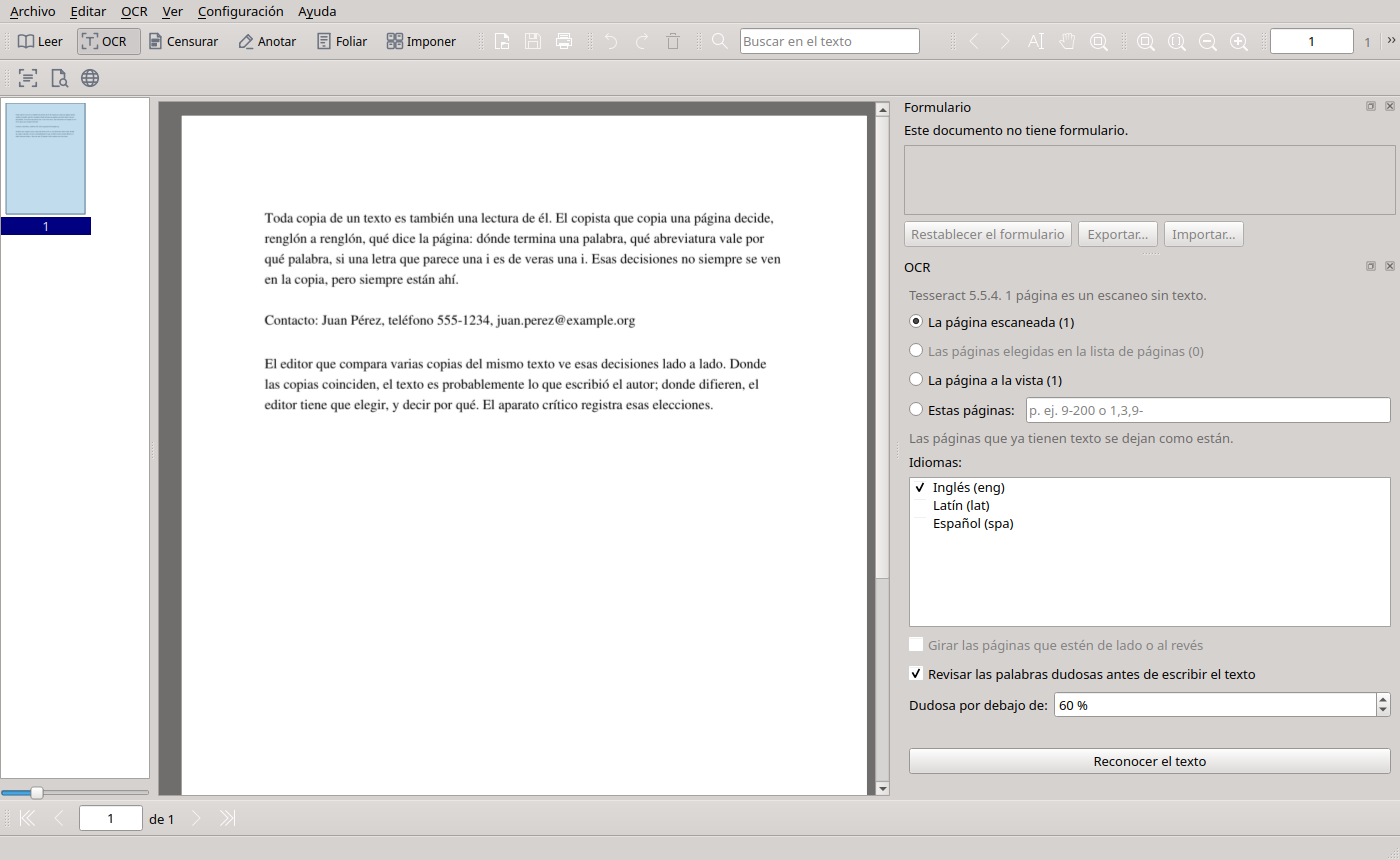 Archivo Editar OCR Ver Configuración Ayuda
Leer OCR Censurar Anotar Foliar Imponer Buscar en el texto 1 1
Formulario
Este documento no tiene formulario.
Restablecer el formulario Exportar... Importar...
OCR
Tesseract 5.5.4. 1 página es un escaneo sin texto.
La página escaneada (1)
Las páginas elegidas en la lista de páginas (0)
La página a la vista (1)
Estas páginas: p. ej. 9-200 o 1,3,9-
Las páginas que ya tienen texto se dejan como están.
Idiomas:
Inglés (eng)
Latín (lat)
Español (spa)
Girar las páginas que estén de lado o al revés
Revisar las palabras dudosas antes de escribir el texto
Dudosa por debajo de: 60 %
Reconocer el texto
1
Toda copia de un texto es también una lectura de él. El copista que copia una página decide,
renglón a renglón, qué dice la página: dónde termina una palabra, qué abreviatura vale por
qué palabra, si una letra que parece una i es de veras una i. Esas decisiones no siempre se ven
en la copia, pero siempre están ahí.
Contacto: Juan Pérez, teléfono 555-1234, juan.perez@example.org
El editor que compara varias copias del mismo texto ve esas decisiones lado a lado. Donde
las copias coinciden, el texto es probablemente lo que escribió el autor; donde difieren, el
editor tiene que elegir, y decir por qué. El aparato crítico registra esas elecciones.
1 de 1